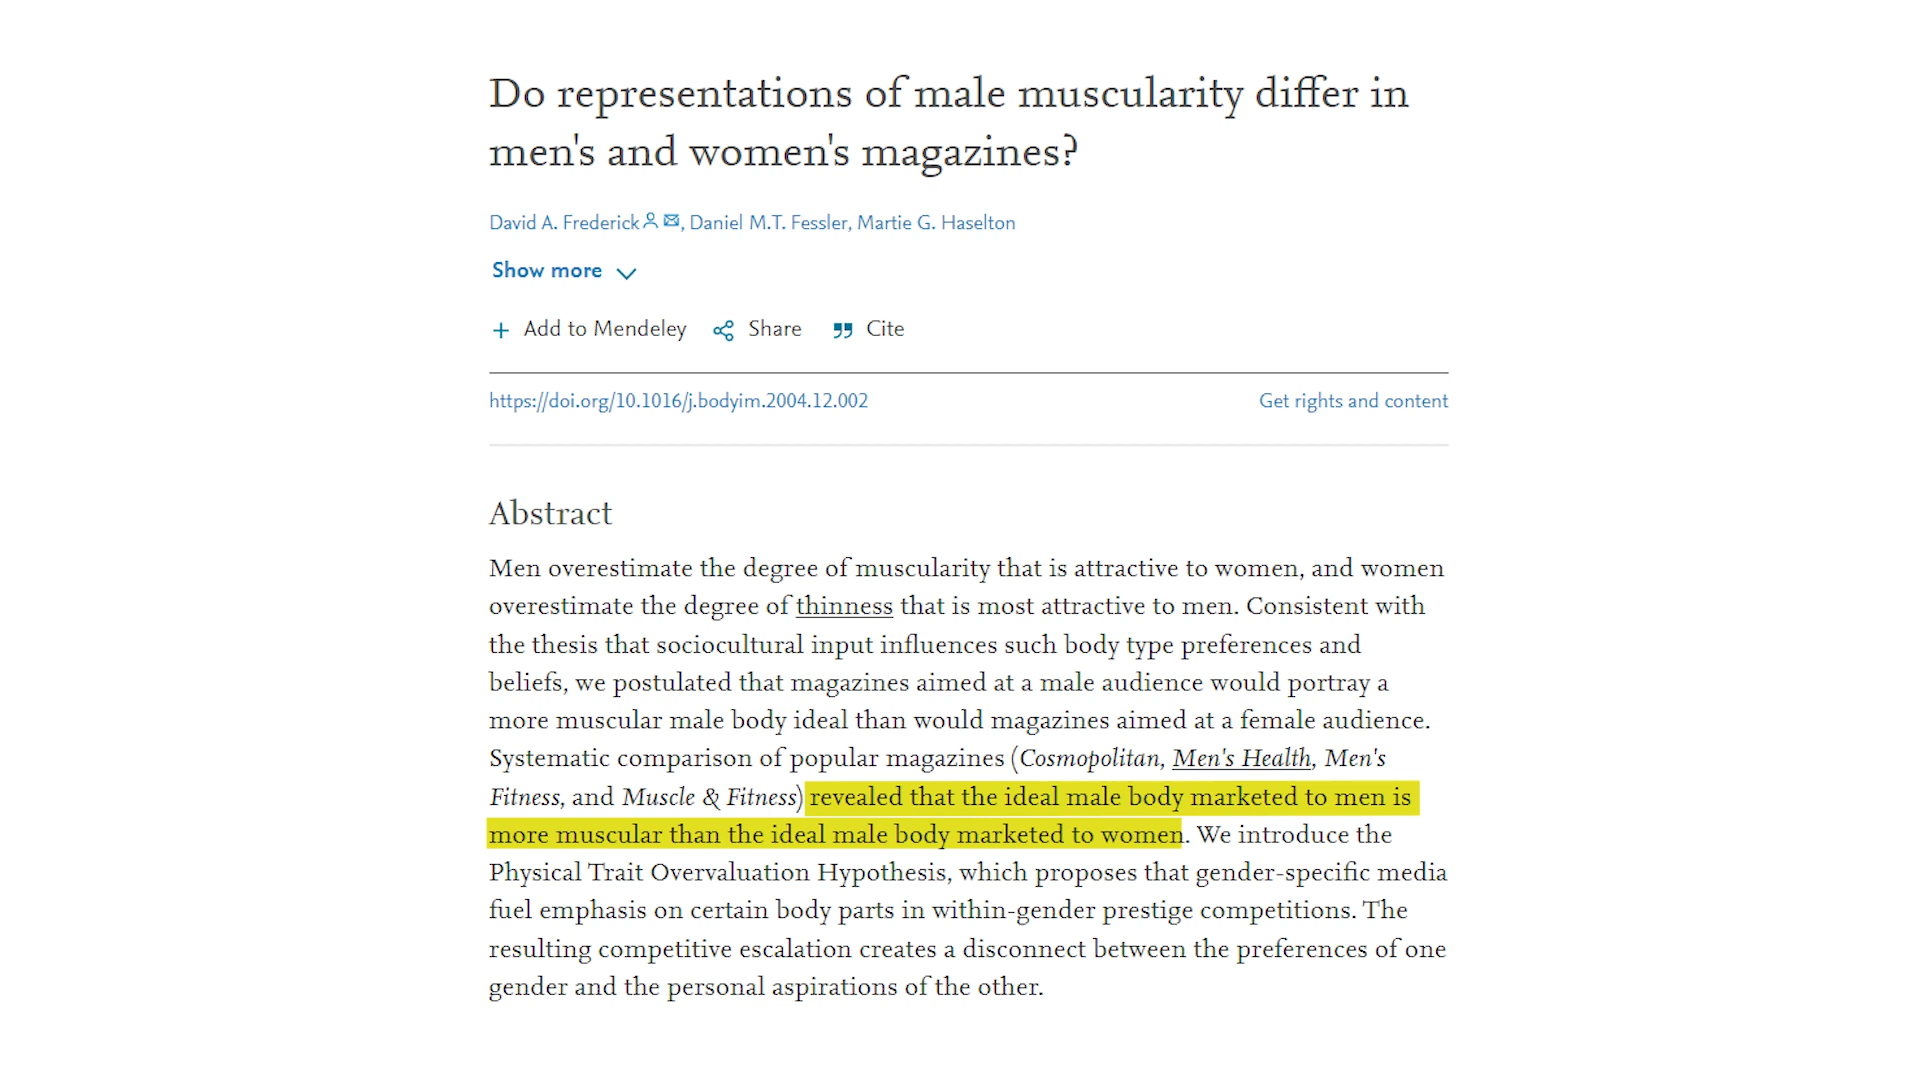 Do representations of male muscularity differ in
men's and women's magazines?
David A. Frederick, Daniel M.T. Fessler, Martie G. Haselton
Show more
Add to Mendeley Share Cite
https://doi.org/10.1016/j.bodyim.2004.12.002 Get rights and content
Abstract
Men overestimate the degree of muscularity that is attractive to women, and women
overestimate the degree of thinness that is most attractive to men. Consistent with
the thesis that sociocultural input influences such body type preferences and
beliefs, we postulated that magazines aimed at a male audience would portray a
more muscular male body ideal than would magazines aimed at a female audience.
Systematic comparison of popular magazines (Cosmopolitan, Men's Health, Men's
Fitness, and Muscle & Fitness) revealed that the ideal male body marketed to men is
more muscular than the ideal male body marketed to women. We introduce the
Physical Trait Overvaluation Hypothesis, which proposes that gender-specific media
fuel emphasis on certain body parts in within-gender prestige competitions. The
resulting competitive escalation creates a disconnect between the preferences of one
gender and the personal aspirations of the other.